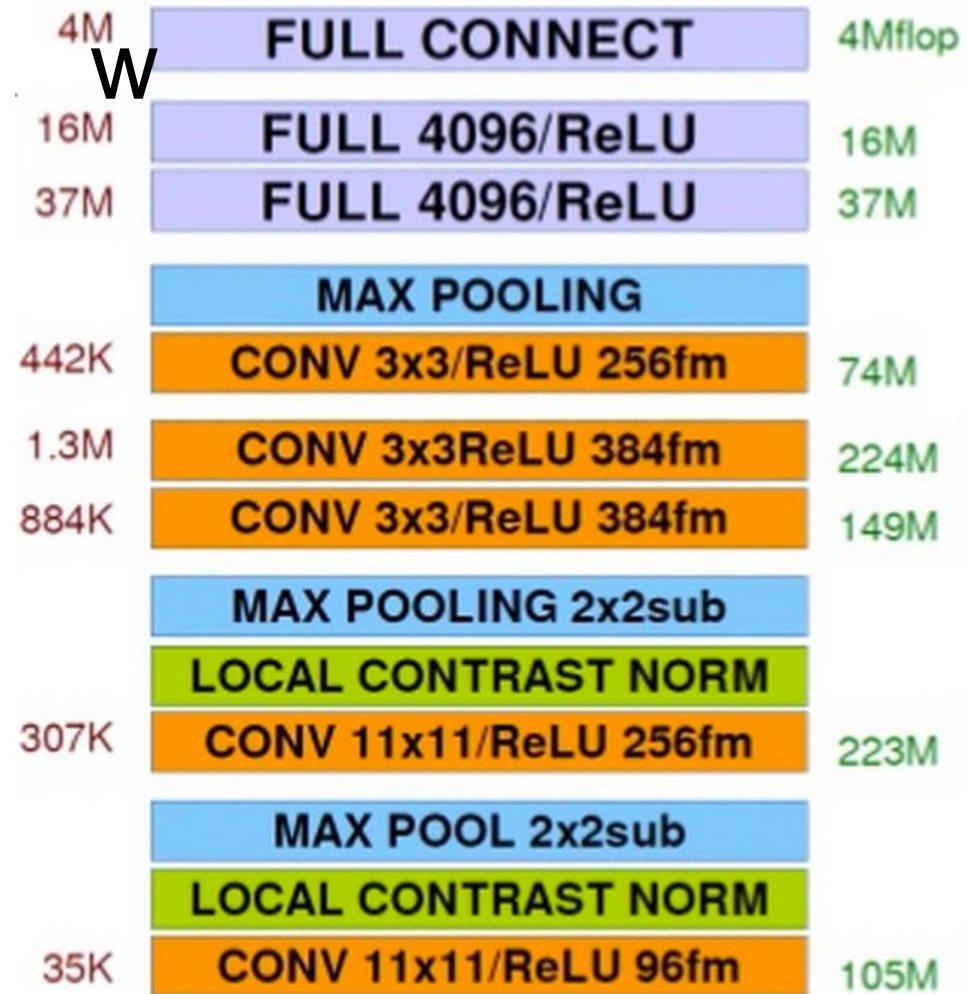 4M FULL CONNECT 4Mflop
W
16M FULL 4096/ReLU 16M
37M FULL 4096/ReLU 37M
MAX POOLING
442K CONV 3x3/ReLU 256fm 74M
1.3M CONV 3x3ReLU 384fm 224M
884K CONV 3x3/ReLU 384fm 149M
MAX POOLING 2x2sub
LOCAL CONTRAST NORM
307K CONV 11x11/ReLU 256fm 223M
MAX POOL 2x2sub
LOCAL CONTRAST NORM
35K CONV 11x11/ReLU 96fm 105M